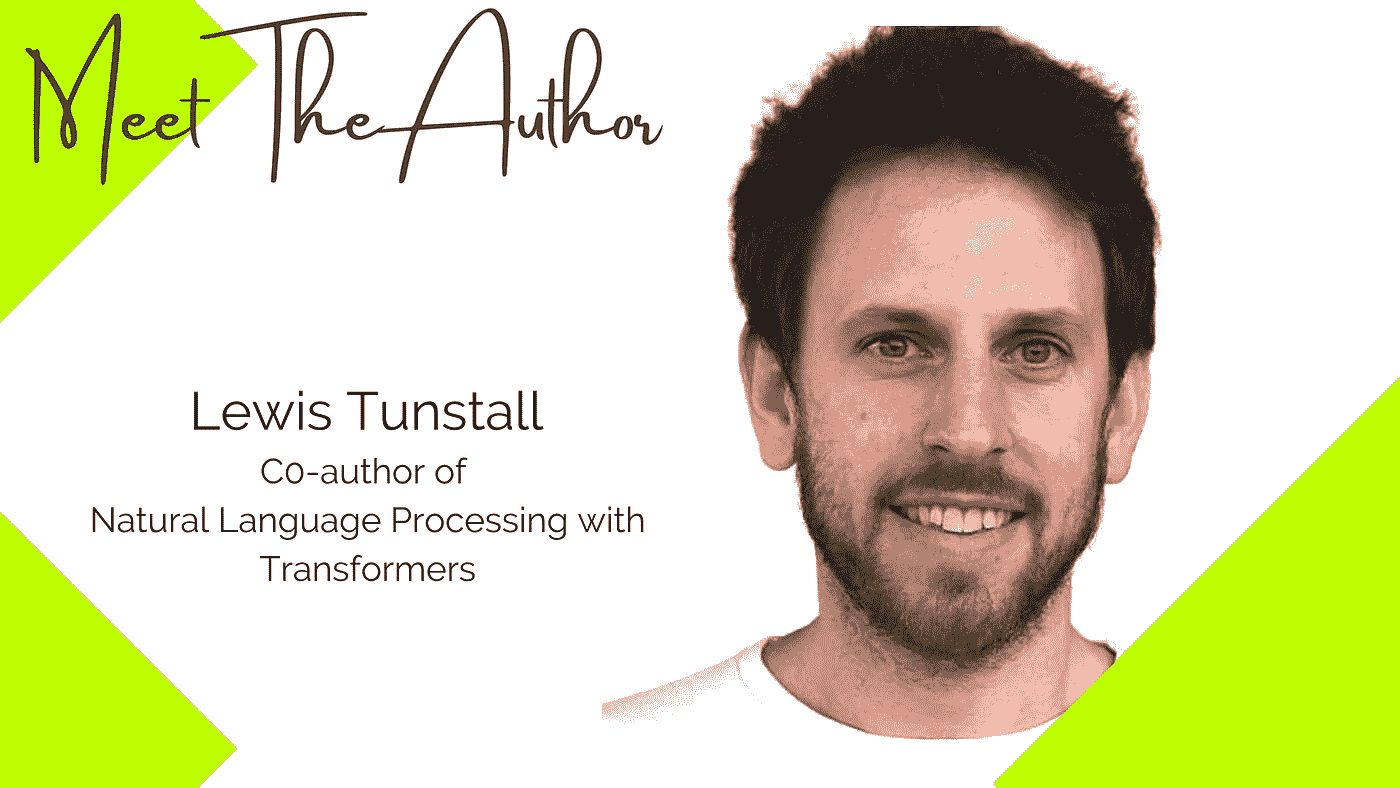 Meet The Author
Lewis Tunstall
C0-author of
Natural Language Processing with
Transformers